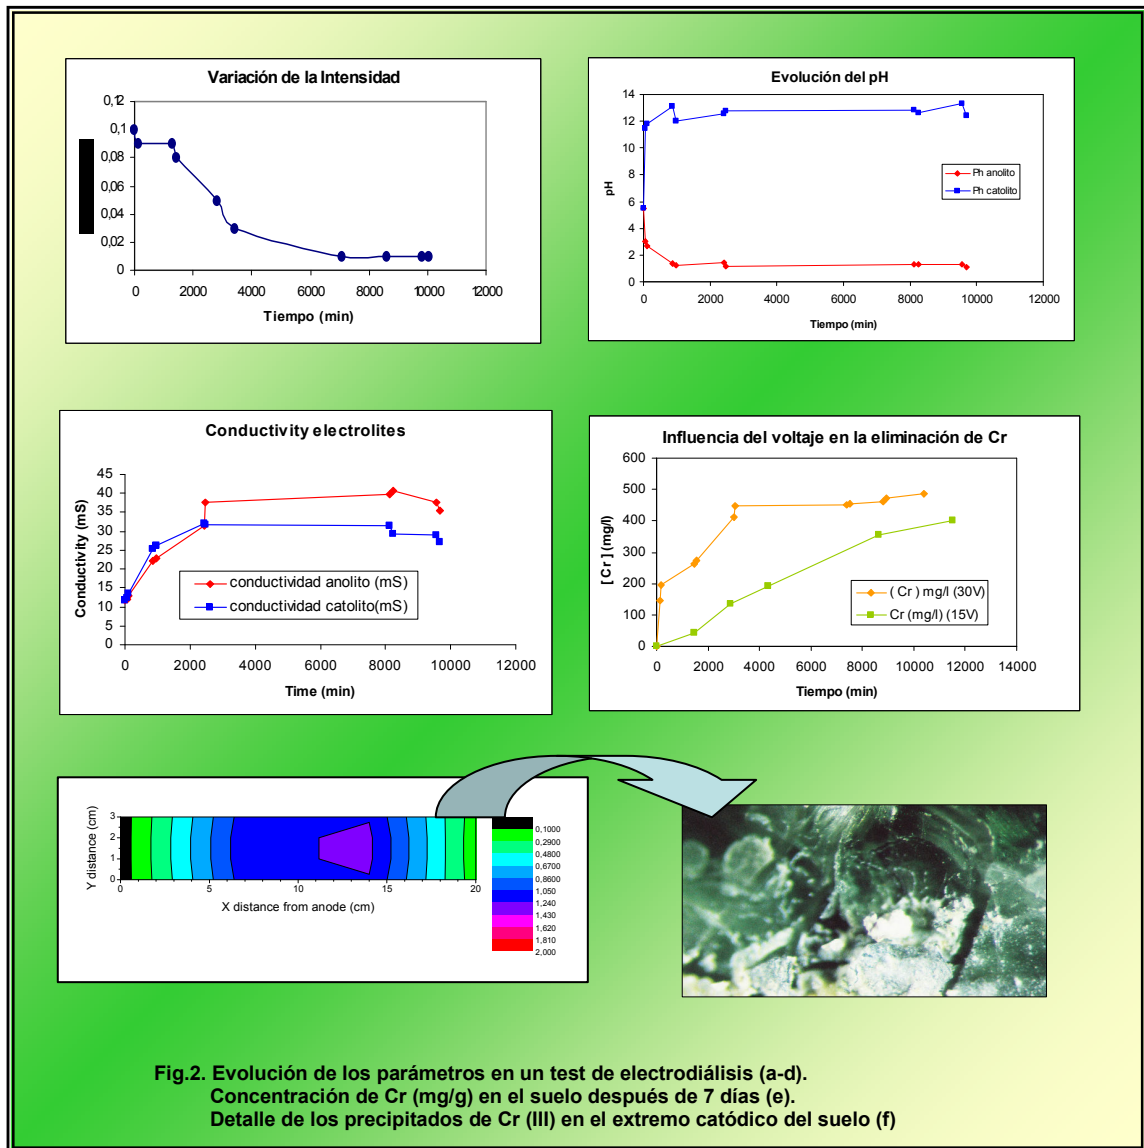 Variación de la Intensidad
0,12
0,1
0,08
0,06
0,04
0,02
0
0 2000 4000 6000 8000 10000 12000
Tiempo (min)
Evolución del pH
14
12
10
8
6
4
2
0
pH
Ph anolito
Ph catolito
0 2000 4000 6000 8000 10000 12000
Tiempo (min)
Conductivity electrolites
45
40
35
30
25
20
15
10
5
0
Conductivity (mS)
conductividad anolito (mS)
conductividad catolito(mS)
0 2000 4000 6000 8000 10000 12000
Time (min)
Influencia del voltaje en la eliminación de Cr
600
500
400
300
200
100
0
[ Cr ] (mg/l)
( Cr ) mg/l (30V)
Cr (mg/l) (15V)
0 2000 4000 6000 8000 10000 12000 14000
Tiempo (min)
Y distance (cm)
3
2
1
0
0 5 10 15 20
X distance from anode (cm)
0,1000
0,2900
0,4800
0,6700
0,8600
1,050
1,240
1,430
1,620
1,810
2,000
Fig.2. Evolución de los parámetros en un test de electrodiálisis (a-d).
Concentración de Cr (mg/g) en el suelo después de 7 días (e).
Detalle de los precipitados de Cr (III) en el extremo catódico del suelo (f)